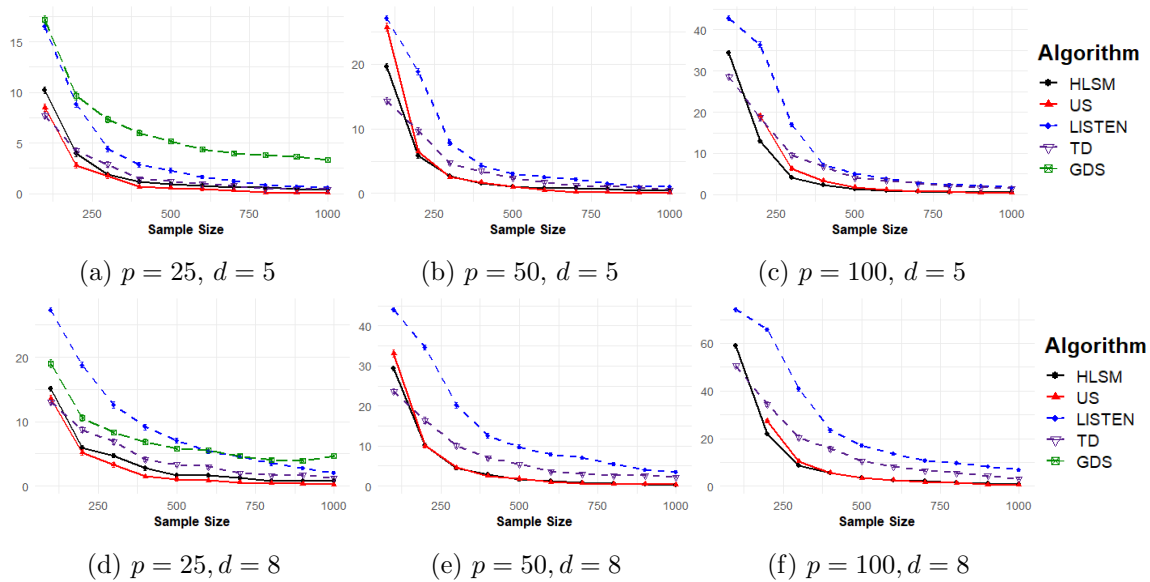 15
10
5
0
250 500 750 1000
Sample Size
(a) p = 25, d = 5
20
10
0
250 500 750 1000
Sample Size
(b) p = 50, d = 5
40
30
20
10
0
250 500 750 1000
Sample Size
(c) p = 100, d = 5
Algorithm
HLSM
US
LISTEN
TD
GDS
20
10
0
250 500 750 1000
Sample Size
(d) p = 25, d = 8
40
30
20
10
0
250 500 750 1000
Sample Size
(e) p = 50, d = 8
60
40
20
0
250 500 750 1000
Sample Size
(f) p = 100, d = 8
Algorithm
HLSM
US
LISTEN
TD
GDS